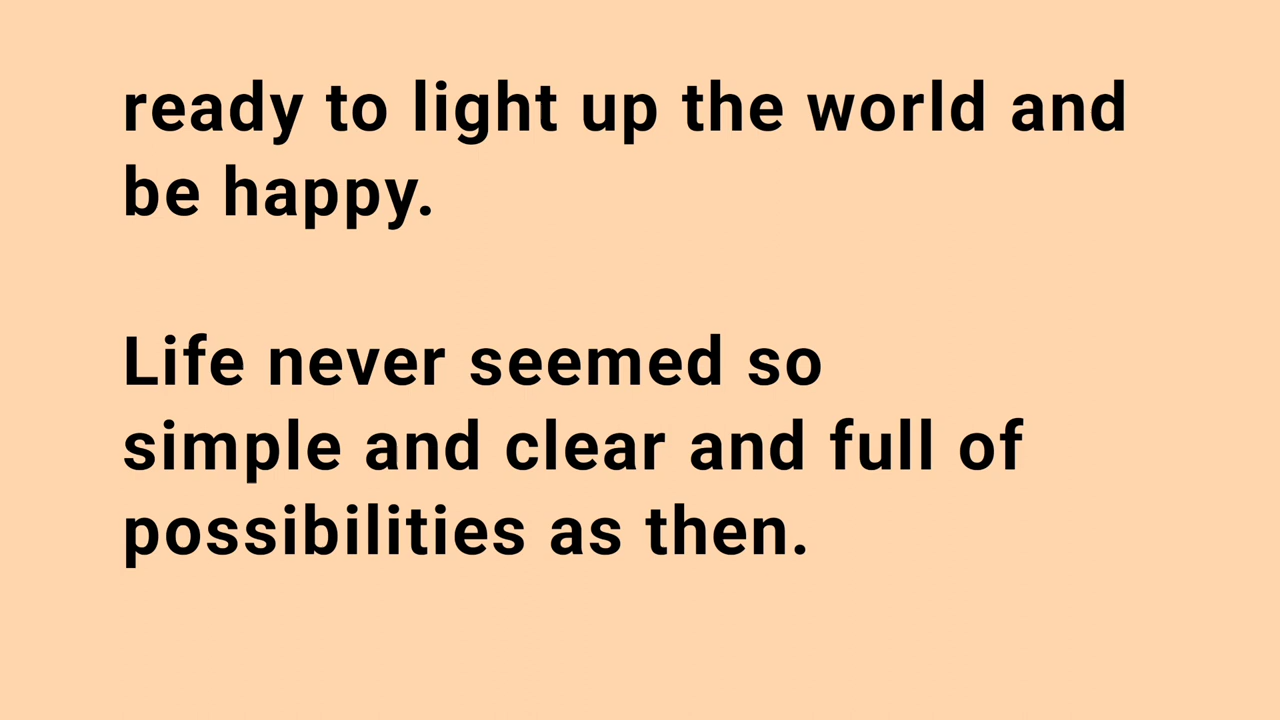 ready to light up the world and
be happy.
Life never seemed so
simple and clear and full of
possibilities as then.